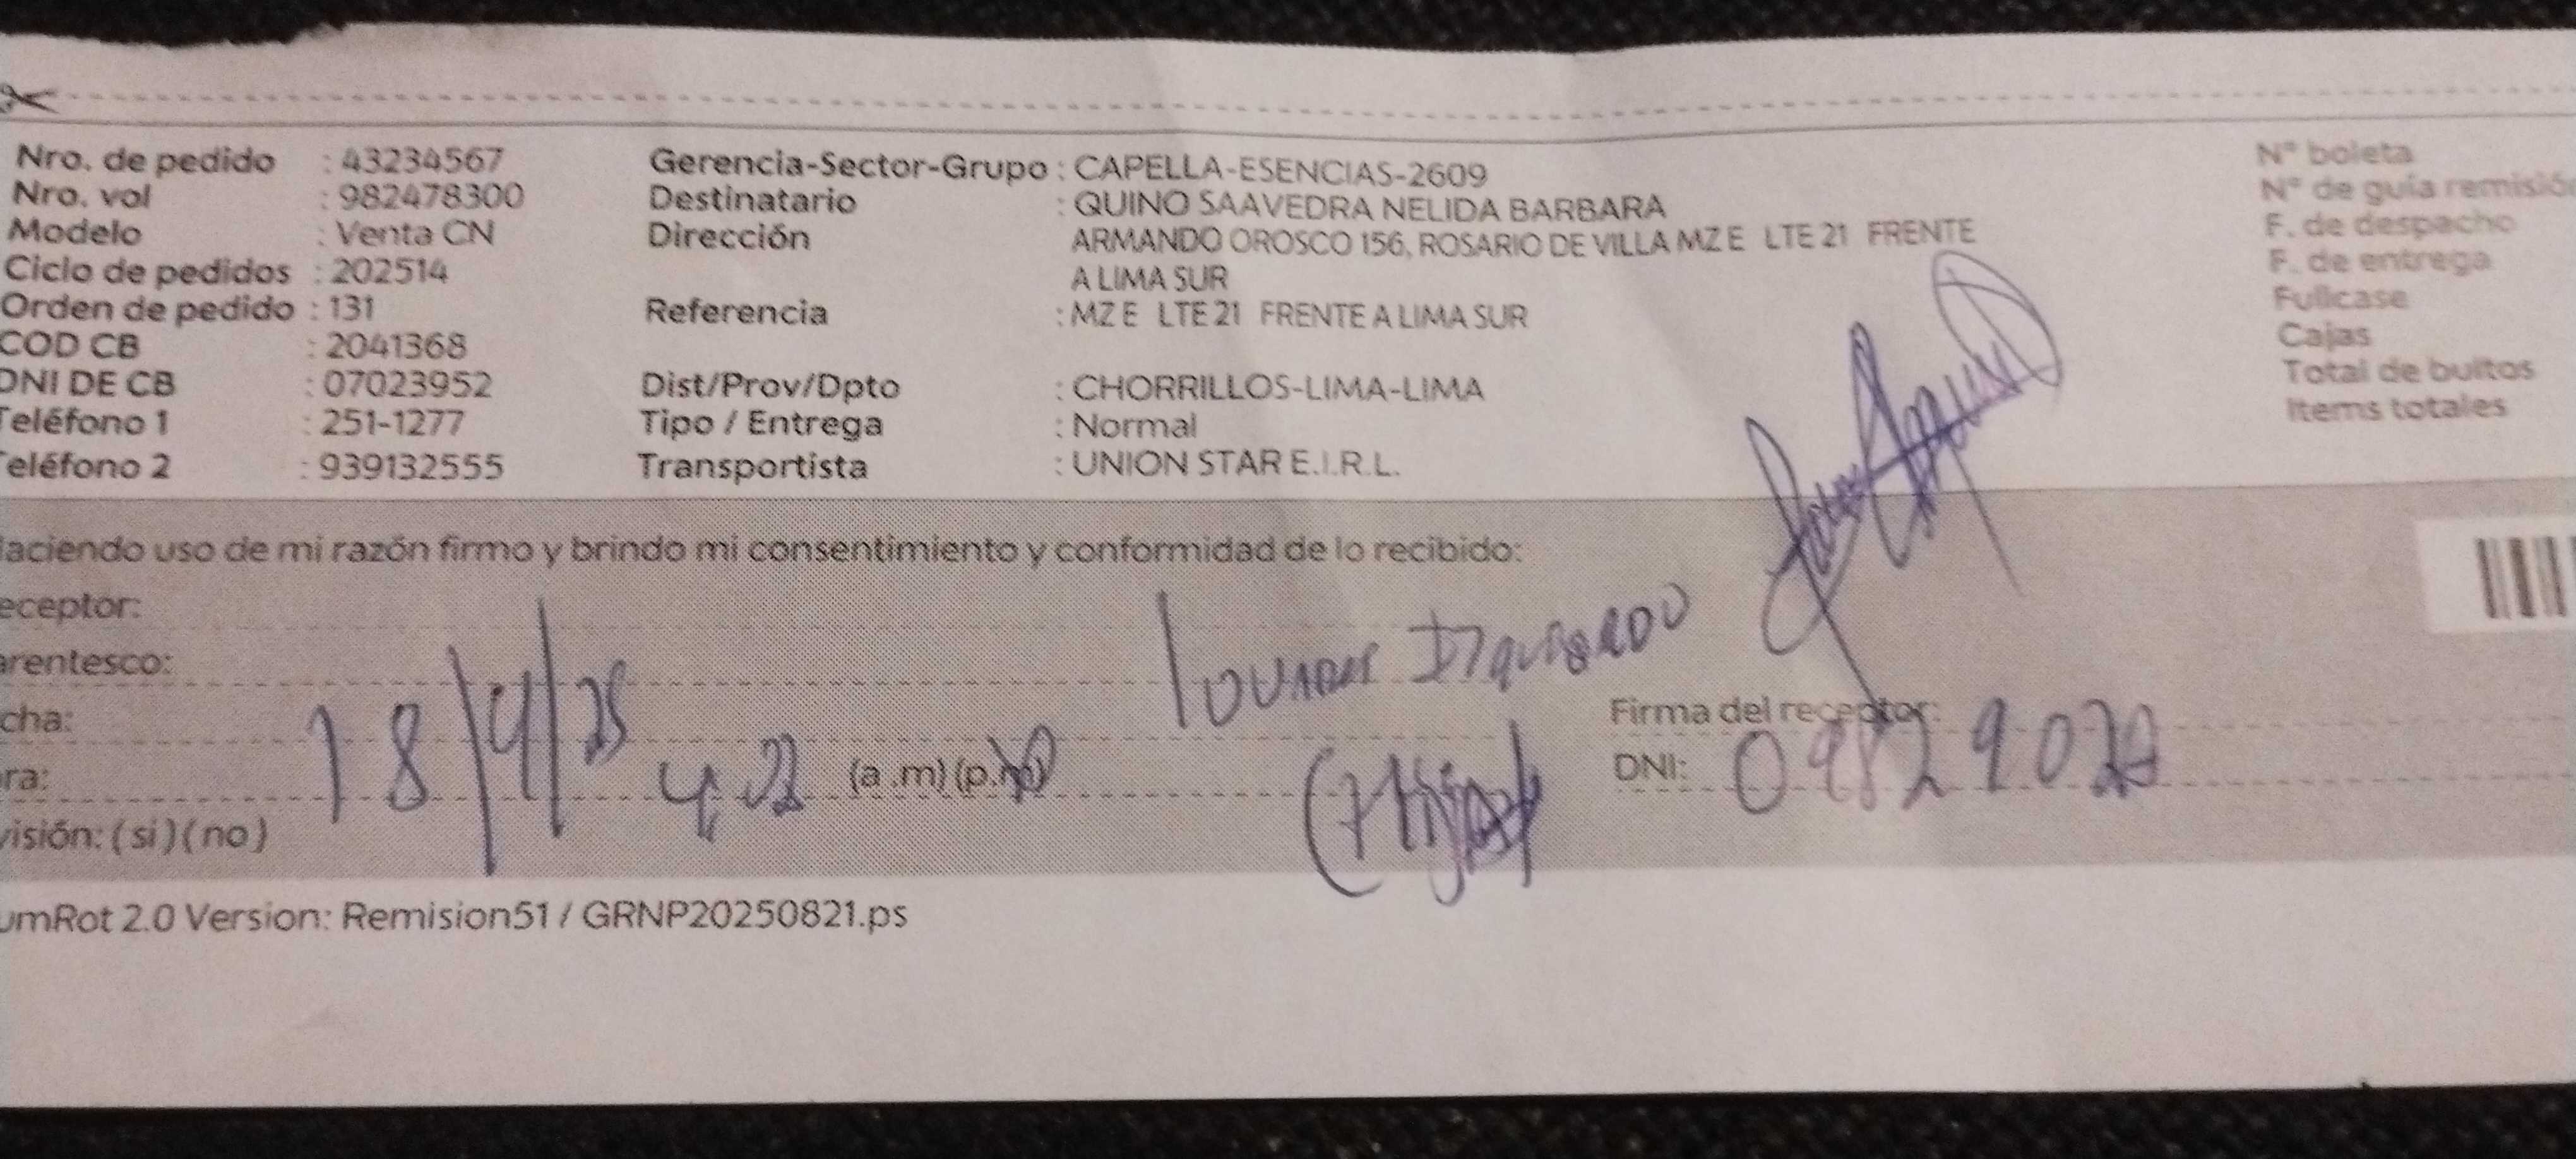 Nro. de pedido : 43234567 Gerencia-Sector-Grupo : CAPELLA-ESENCIAS-2609 N° boleta
Nro. vol : 982478300 Destinatario : QUINO SAAVEDRA NELIDA BARBARA N° de guía remisió
Modelo : Venta CN Dirección ARMANDO OROSCO 156, ROSARIO DE VILLA MZ E LTE 21 FRENTE F. de despacho
Ciclo de pedidos : 202514 A LIMA SUR F. de entrega
Orden de pedido : 131 Referencia : MZ E LTE 21 FRENTE A LIMA SUR Fullcase
COD CB : 2041368 Cajas
DNI DE CB : 07023952 Dist/Prov/Dpto : CHORRILLOS-LIMA-LIMA Total de bultos
Teléfono 1 : 251-1277 Tipo / Entrega : Normal Items totales
Teléfono 2 : 939132555 Transportista : UNION STAR E.I.R.L.
aciendo uso de mi razón firmo y brindo mi consentimiento y conformidad de lo recibido:
eceptor:
arentesco:
cha: 18/4/25 Firma del receptor:
ra: (a.m) (p.m) DNI:
visión: (si) (no)
umRot 2.0 Version: Remision51 / GRNP20250821.ps